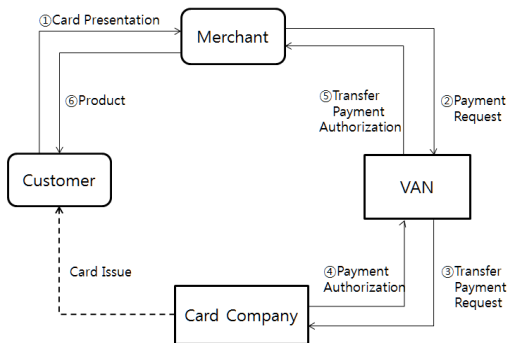 ①Card Presentation
Merchant
⑥Product
⑤Transfer
Payment
Authorization
②Payment
Request
Customer
VAN
Card Issue
④Payment
Authorization
③Transfer
Payment
Request
Card Company